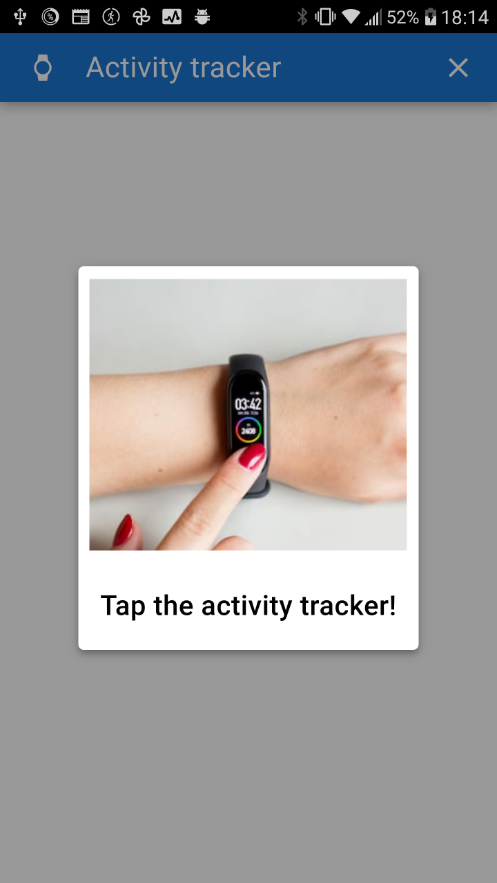 52% 18:14
Activity tracker
03:42
2408
Tap the activity tracker!